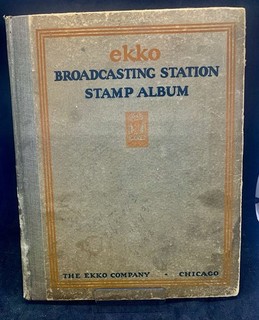 ekko
BROADCASTING STATION
STAMP ALBUM
THE EKKO COMPANY • CHICAGO